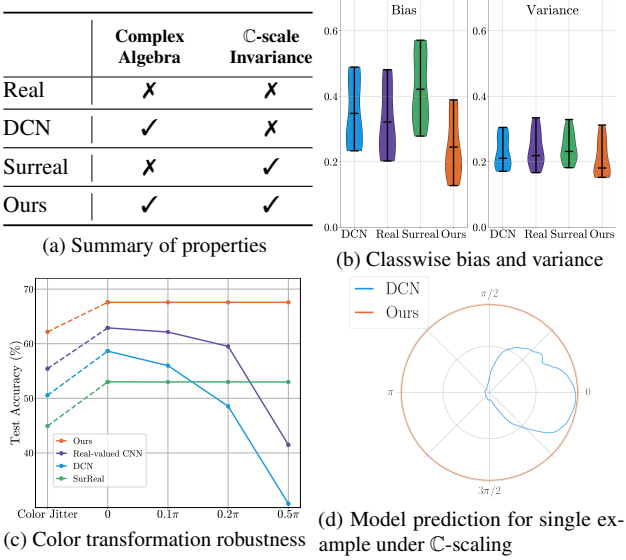 Complex
Algebra
ℂ-scale
Invariance
Real ✗ ✗
DCN ✓ ✗
Surreal ✗ ✓
Ours ✓ ✓
(a) Summary of properties
Bias
0.6
0.4
0.2
0.0
DCN Real Surreal Ours
Variance
0.6
0.4
0.2
0.0
DCN Real Surreal Ours
(b) Classwise bias and variance
70
60
50
40
Test Accuracy (%)
Ours
Real-valued CNN
DCN
SurReal
Color Jitter 0 0.1π 0.2π 0.5π
(c) Color transformation robustness
DCN
Ours
π/2
π
0
3π/2
(d) Model prediction for single ex-
ample under ℂ-scaling